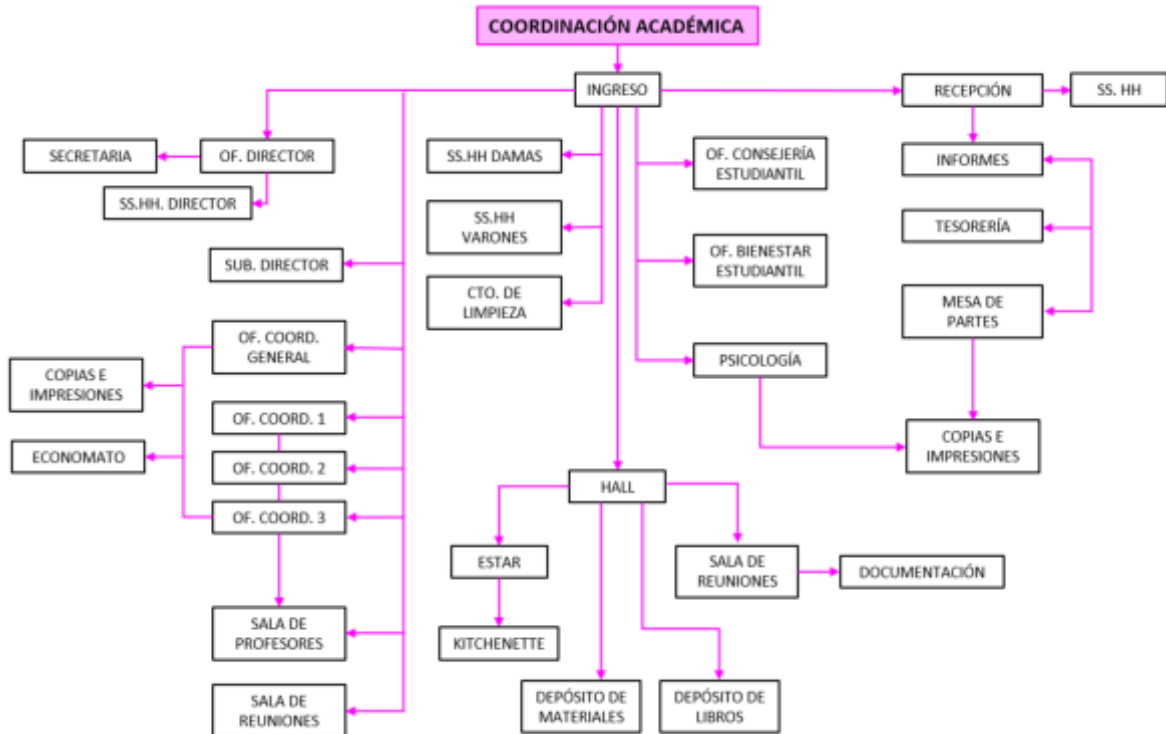 COORDINACIÓN ACADÉMICA
INGRESO
RECEPCIÓN
SS. HH
SECRETARIA
OF. DIRECTOR
SS.HH. DIRECTOR
SS.HH DAMAS
OF. CONSEJERÍA
ESTUDIANTIL
INFORMES
SS.HH
VARONES
TESORERÍA
SUB. DIRECTOR
OF. BIENESTAR
ESTUDIANTIL
CTO. DE
LIMPIEZA
MESA DE
PARTES
OF. COORD.
GENERAL
PSICOLOGÍA
COPIAS E
IMPRESIONES
OF. COORD. 1
ECONOMATO
OF. COORD. 2
COPIAS E
IMPRESIONES
OF. COORD. 3
HALL
ESTAR
SALA DE
REUNIONES
DOCUMENTACIÓN
SALA DE
PROFESORES
KITCHENETTE
SALA DE
REUNIONES
DEPÓSITO DE
MATERIALES
DEPÓSITO DE
LIBROS